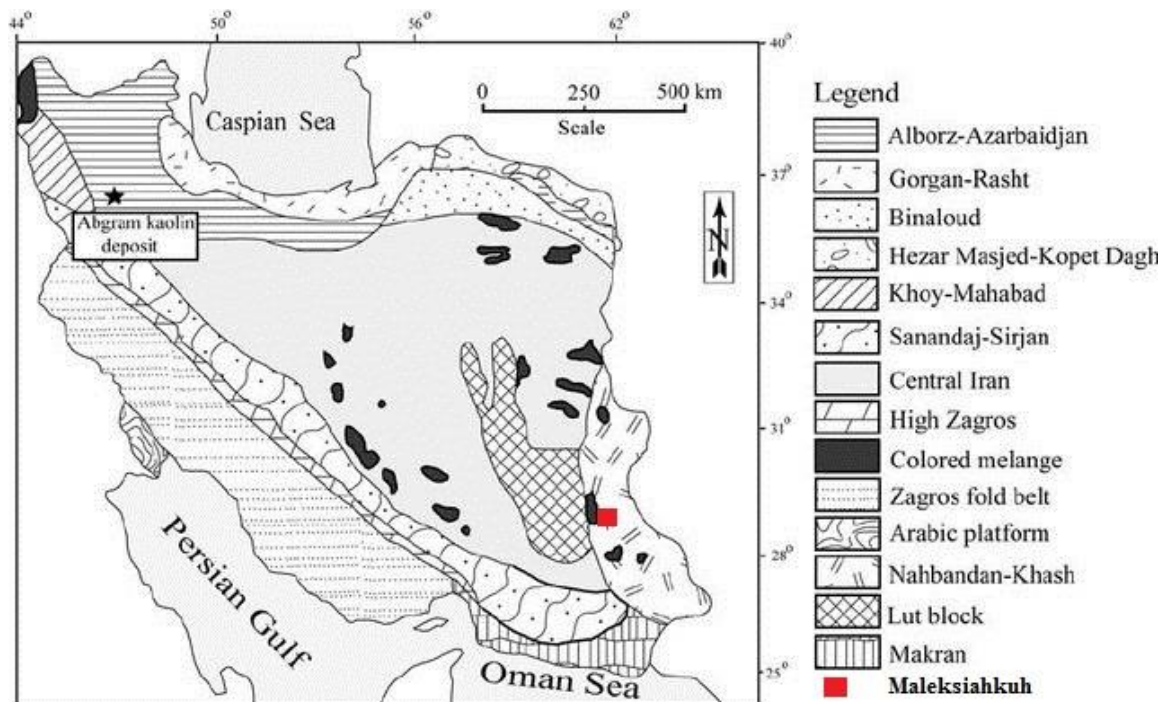 44°
50°
56°
62°
40°
37°
34°
31°
28°
25°
0 250 500 km
Scale
Caspian Sea
Abgram kaolin
deposit
N
Persian Gulf
Oman Sea
Legend
Alborz-Azarbaidjan
Gorgan-Rasht
Binaloud
Hezar Masjed-Kopet Dagh
Khoy-Mahabad
Sanandaj-Sirjan
Central Iran
High Zagros
Colored melange
Zagros fold belt
Arabic platform
Nahbandan-Khash
Lut block
Makran
Maleksiahkuh